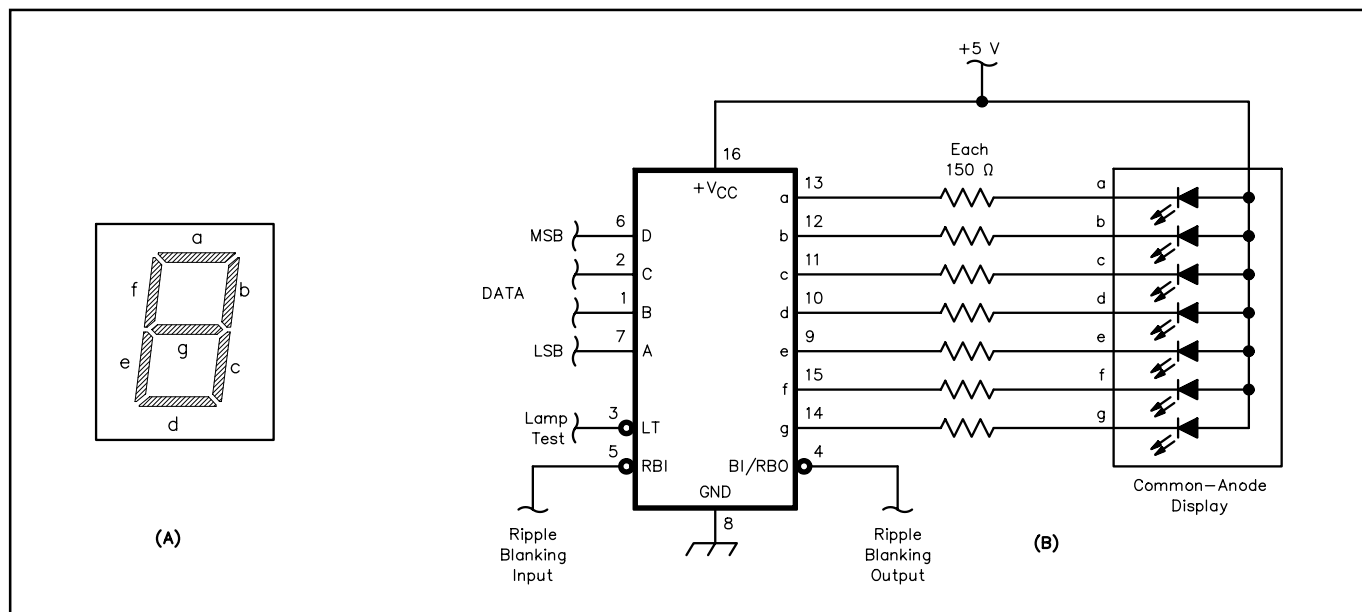 a
f
b
g
e
c
d
(A)
+5 V
16
+VCC
Each
150 Ω
MSB
6
D
a
13
a
2
C
b
12
b
DATA
1
B
c
11
c
LSB
7
A
d
10
d
e
9
e
Lamp
Test
3
LT
f
15
f
g
14
g
5
RBI
BI/RBO
4
GND
8
Common-Anode
Display
Ripple
Blanking
Input
Ripple
Blanking
Output
(B)